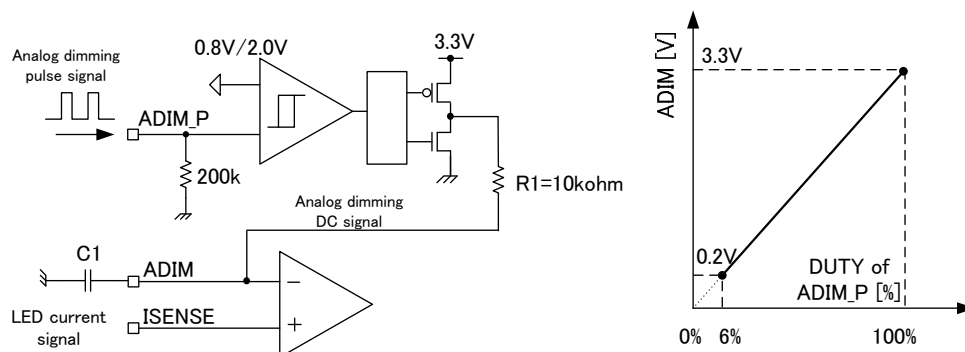 Analog dimming
pulse signal
0.8V/2.0V
3.3V
ADIM_P
200k
R1=10kohm
Analog dimming
DC signal
C1
ADIM
−
LED current
signal
ISENSE
+
ADIM [V]
3.3V
0.2V
DUTY of
ADIM_P [%]
0%
6%
100%